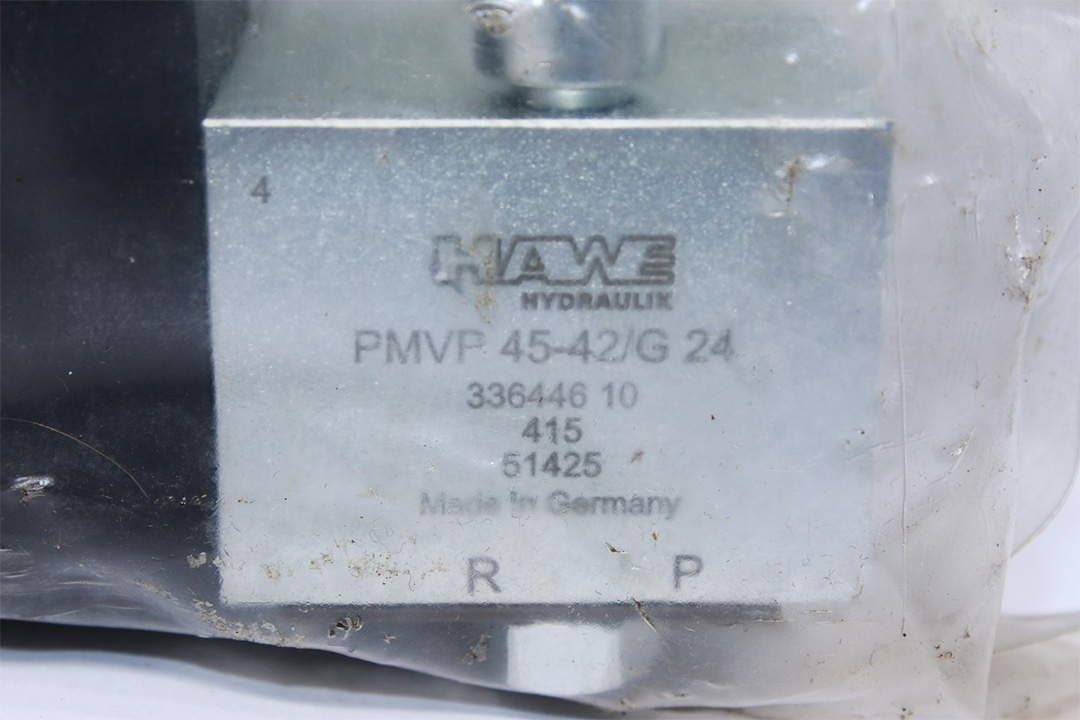 4
HAWE
HYDRAULIK
PMVP 45-42/G 24
336446 10
415
51425
Made in Germany
R P